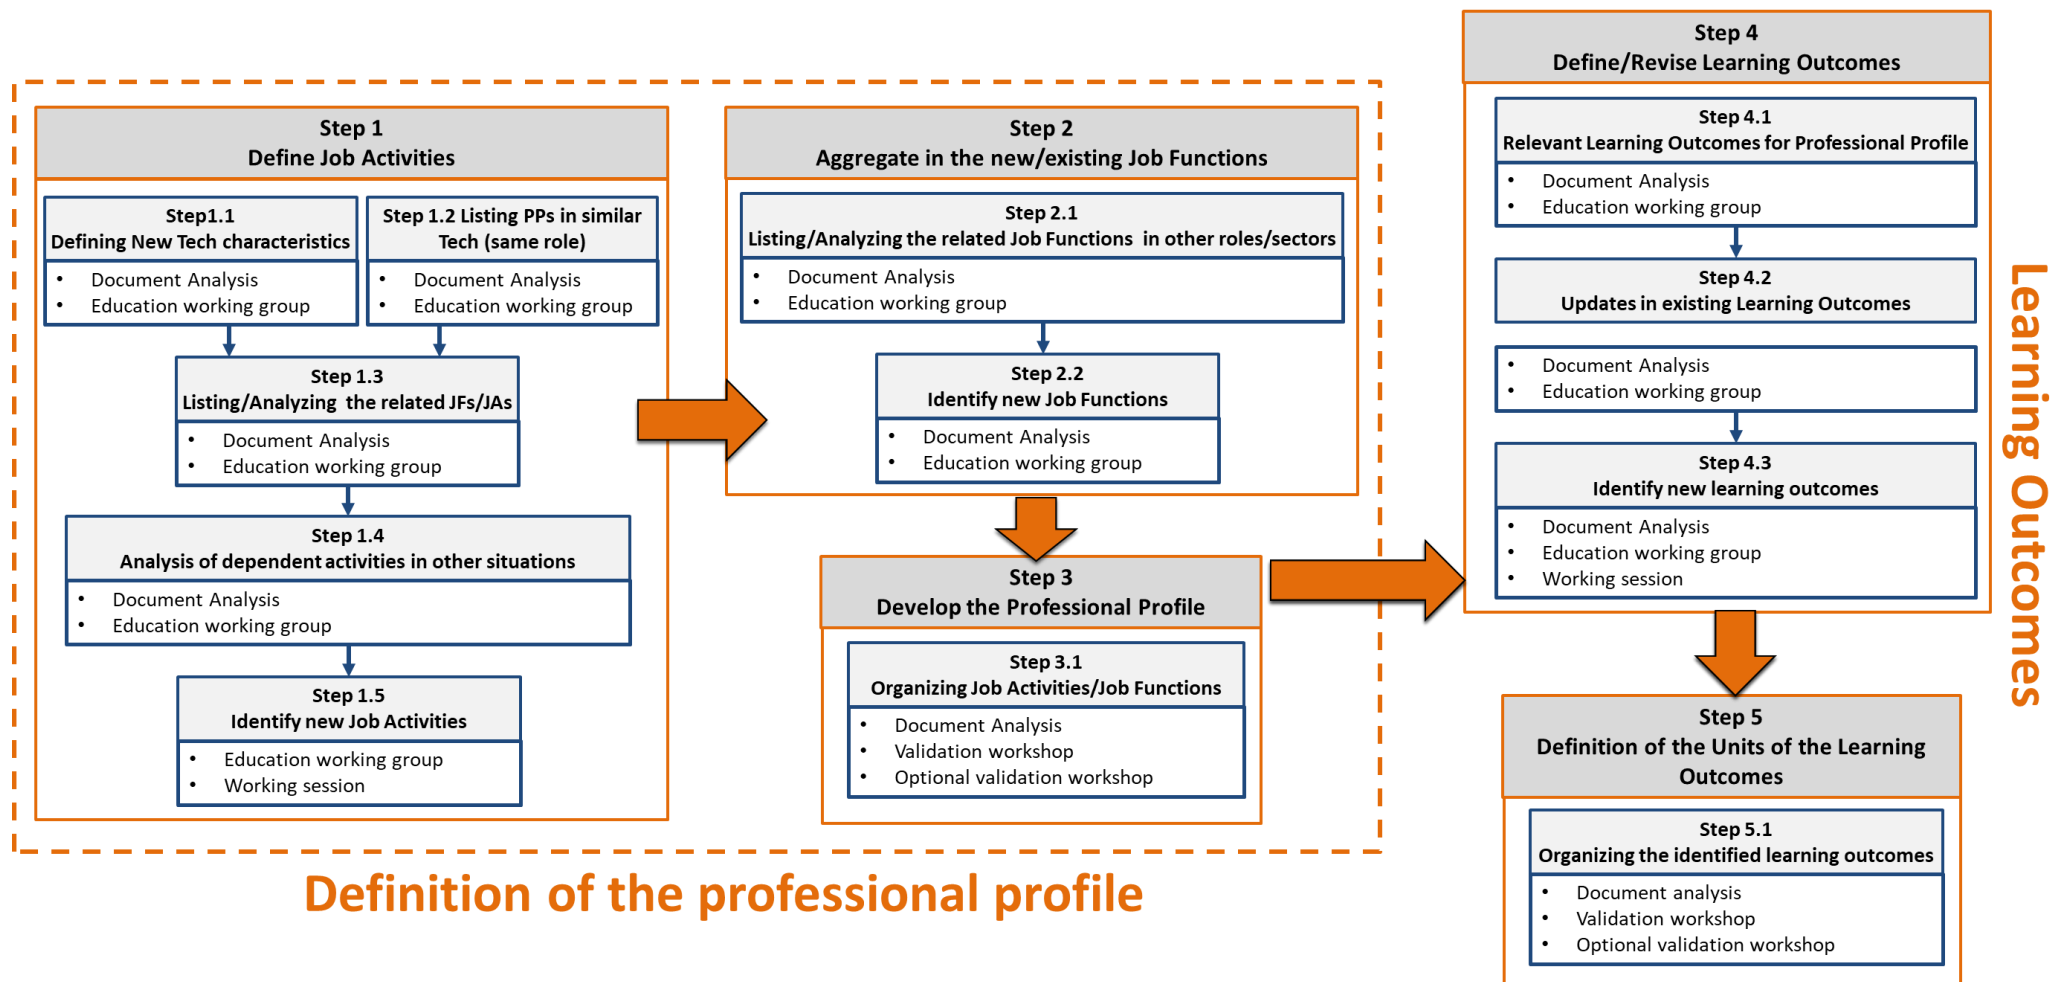 Step 1
Define Job Activities
Step1.1
Defining New Tech characteristics
• Document Analysis
• Education working group
Step 1.2 Listing PPs in similar
Tech (same role)
• Document Analysis
• Education working group
Step 1.3
Listing/Analyzing the related JFs/JAs
• Document Analysis
• Education working group
Step 1.4
Analysis of dependent activities in other situations
• Document Analysis
• Education working group
Step 1.5
Identify new Job Activities
• Education working group
• Working session
Step 2
Aggregate in the new/existing Job Functions
Step 2.1
Listing/Analyzing the related Job Functions in other roles/sectors
• Document Analysis
• Education working group
Step 2.2
Identify new Job Functions
• Document Analysis
• Education working group
Step 3
Develop the Professional Profile
Step 3.1
Organizing Job Activities/Job Functions
• Document Analysis
• Validation workshop
• Optional validation workshop
Definition of the professional profile
Step 4
Define/Revise Learning Outcomes
Step 4.1
Relevant Learning Outcomes for Professional Profile
• Document Analysis
• Education working group
Step 4.2
Updates in existing Learning Outcomes
• Document Analysis
• Education working group
Step 4.3
Identify new learning outcomes
• Document Analysis
• Education working group
• Working session
Step 5
Definition of the Units of the Learning
Outcomes
Step 5.1
Organizing the identified learning outcomes
• Document analysis
• Validation workshop
• Optional validation workshop
Learning Outcomes